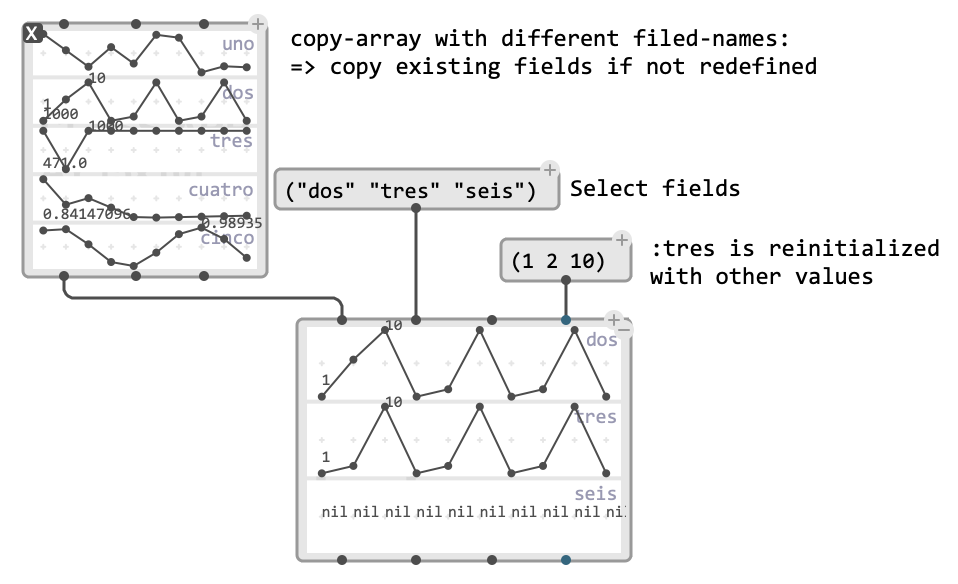 X
uno
copy-array with different filed-names:
=> copy existing fields if not redefined
10
dos
1
1000
1000
tres
471.0
cuatro
0.84147096
0.98935
cinco
("dos" "tres" "seis")
Select fields
(1 2 10)
:tres is reinitialized
with other values
10
dos
1
10
tres
1
seis
nil nil nil nil nil nil nil nil nil ni